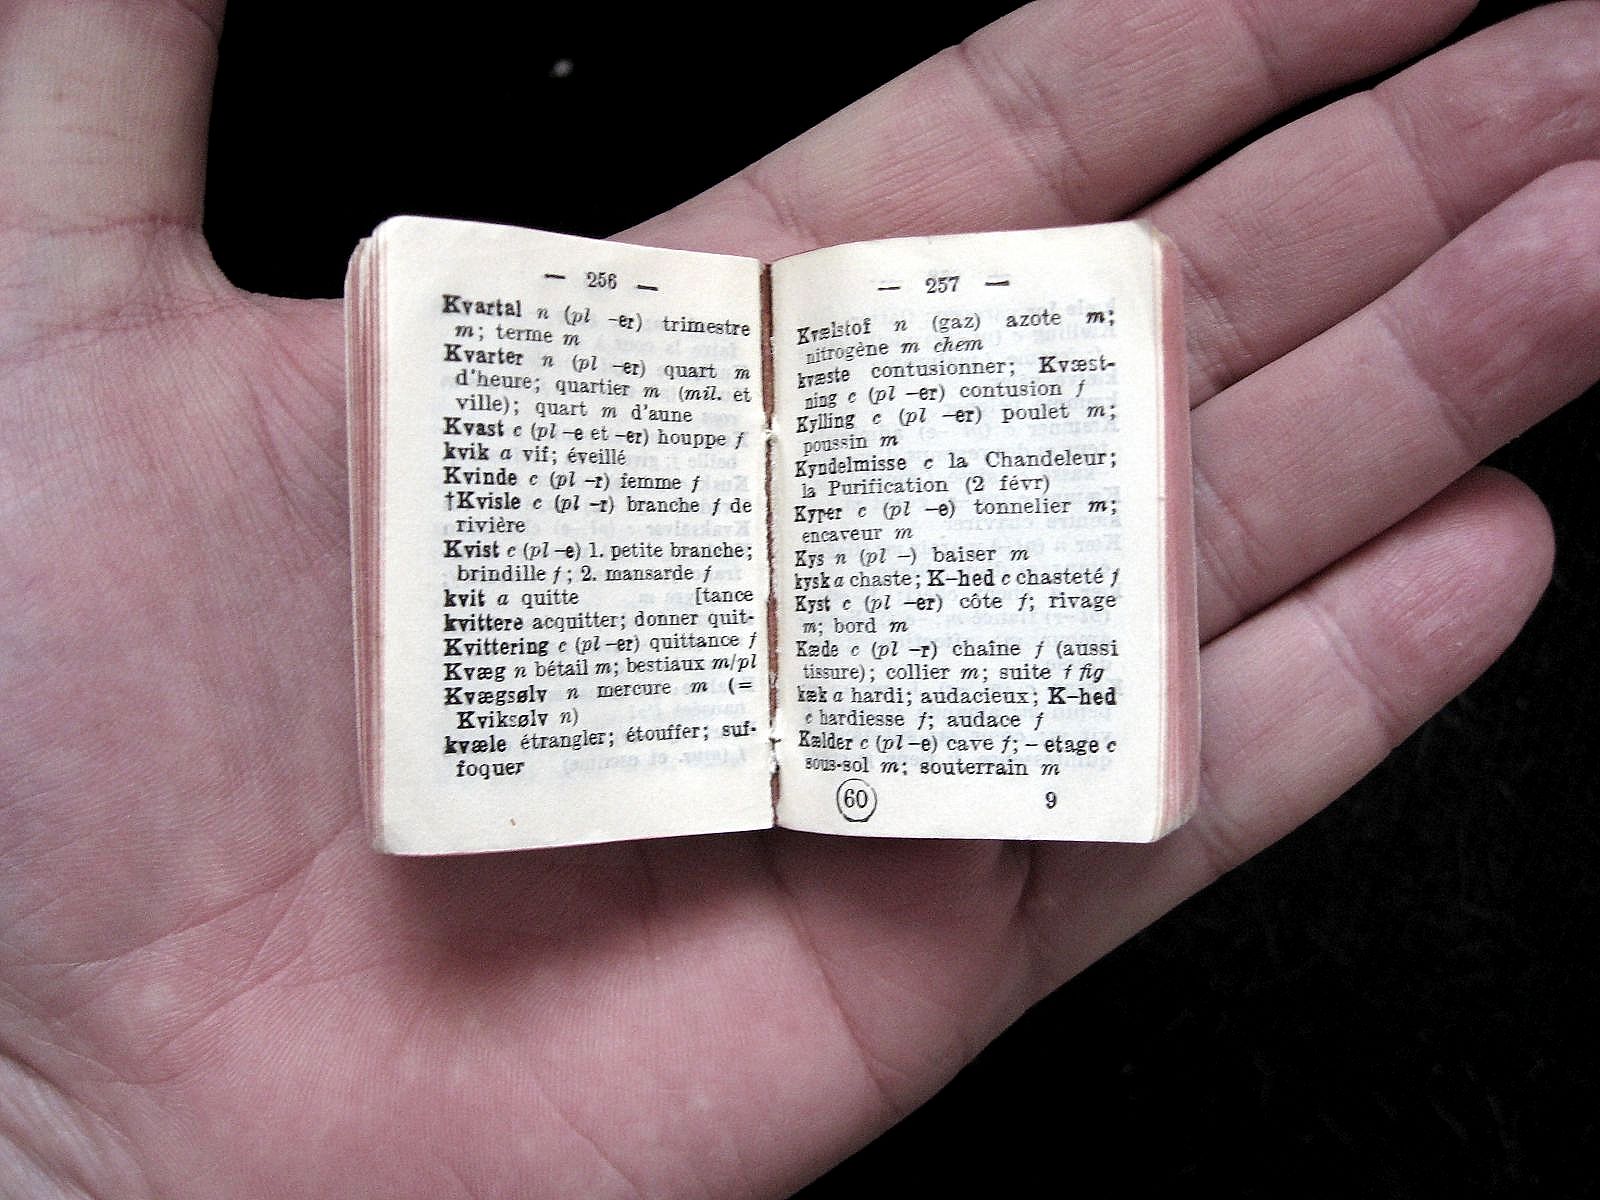 — 256 —
Kvartal n (pl -er) trimestre
m; terme m
Kvarter n (pl -er) quart m
d'heure; quartier m (mil. et
ville); quart m d'aune
Kvast c (pl -e et -er) houppe f
kvik a vif; éveillé
Kvinde c (pl -r) femme f
†Kvisle c (pl -r) branche f de
rivière
Kvist c (pl -e) 1. petite branche;
brindille f; 2. mansarde f
kvit a quitte [tance
kvittere acquitter; donner quit-
Kvittering c (pl -er) quittance f
Kvæg n bétail m; bestiaux m/pl
Kvægsølv n mercure m (=
Kviksølv n)
kvæle étrangler; étouffer; suf-
foquer
— 257 —
Kvælstof n (gaz) azote m;
nitrogène m chem
kvæste contusionner; Kvæst-
ning c (pl -er) contusion f
Kylling c (pl -er) poulet m;
poussin m
Kyndelmisse c la Chandeleur;
la Purification (2 févr)
Kyper c (pl -e) tonnelier m;
encaveur m
Kys n (pl -) baiser m
kysk a chaste; K-hed c chasteté f
Kyst c (pl -er) côte f; rivage
m; bord m
Kæde c (pl -r) chaîne f (aussi
tissure); collier m; suite f fig
kæk a hardi; audacieux; K-hed
c hardiesse f; audace f
Kælder c (pl -e) cave f; - etage c
sous-sol m; souterrain m
60 9